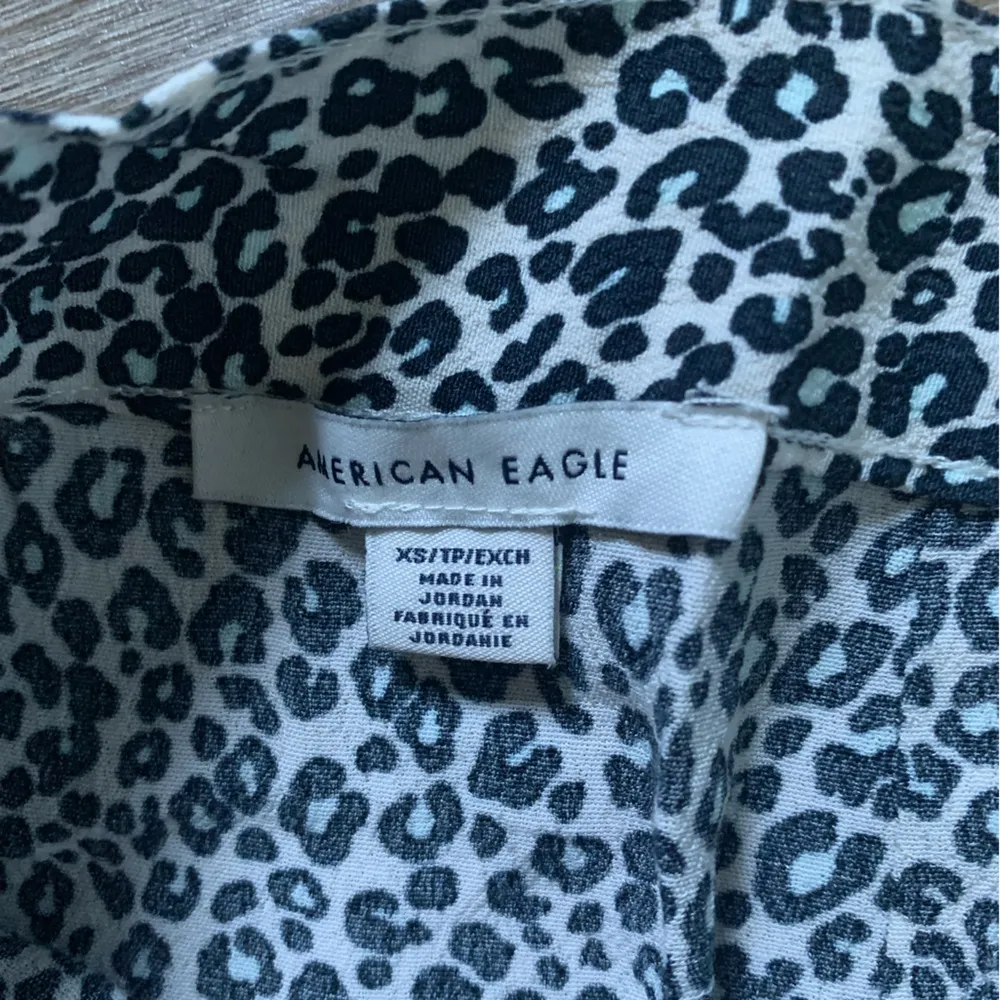 AMERICAN EAGLE
XS/TP/EXCH
MADE IN
JORDAN
FABRIQUÉ EN
JORDANIE